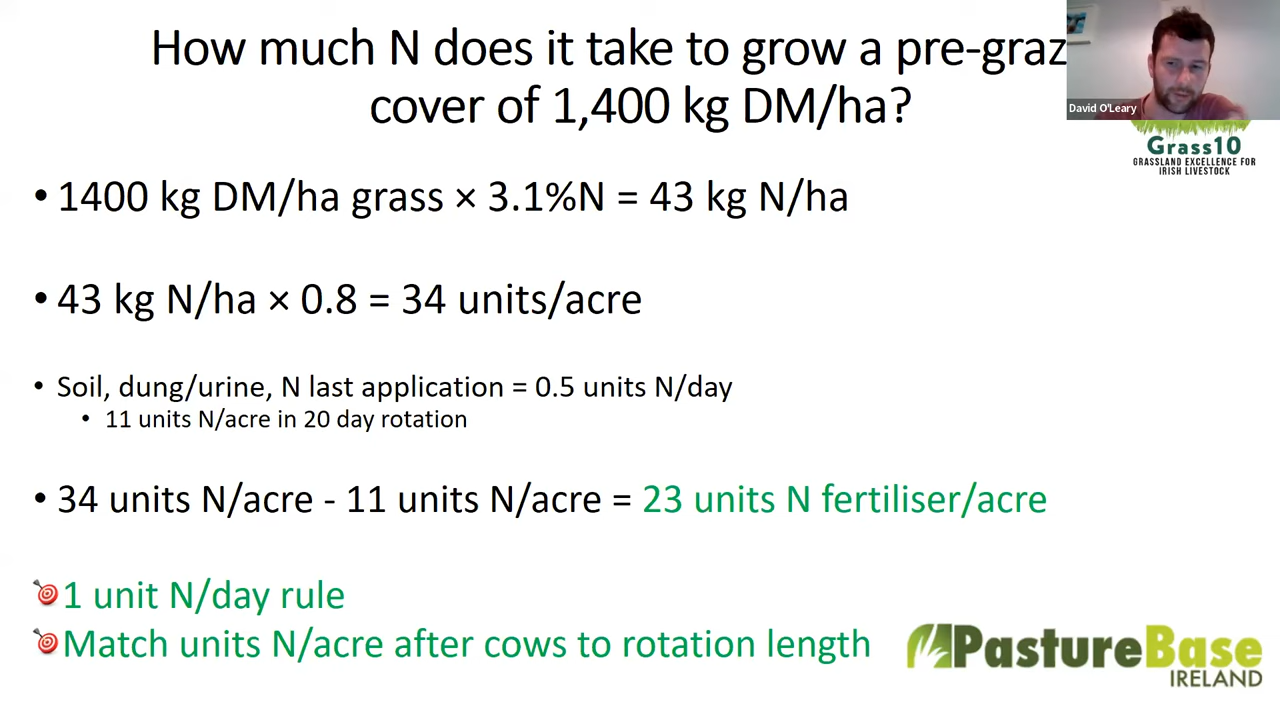 How much N does it take to grow a pre-graz
cover of 1,400 kg DM/ha?
David O'Leary
Grass10
GRASSLAND EXCELLENCE FOR
IRISH LIVESTOCK
• 1400 kg DM/ha grass × 3.1%N = 43 kg N/ha
• 43 kg N/ha × 0.8 = 34 units/acre
• Soil, dung/urine, N last application = 0.5 units N/day
• 11 units N/acre in 20 day rotation
• 34 units N/acre - 11 units N/acre = 23 units N fertiliser/acre
1 unit N/day rule
Match units N/acre after cows to rotation length
PastureBase
IRELAND